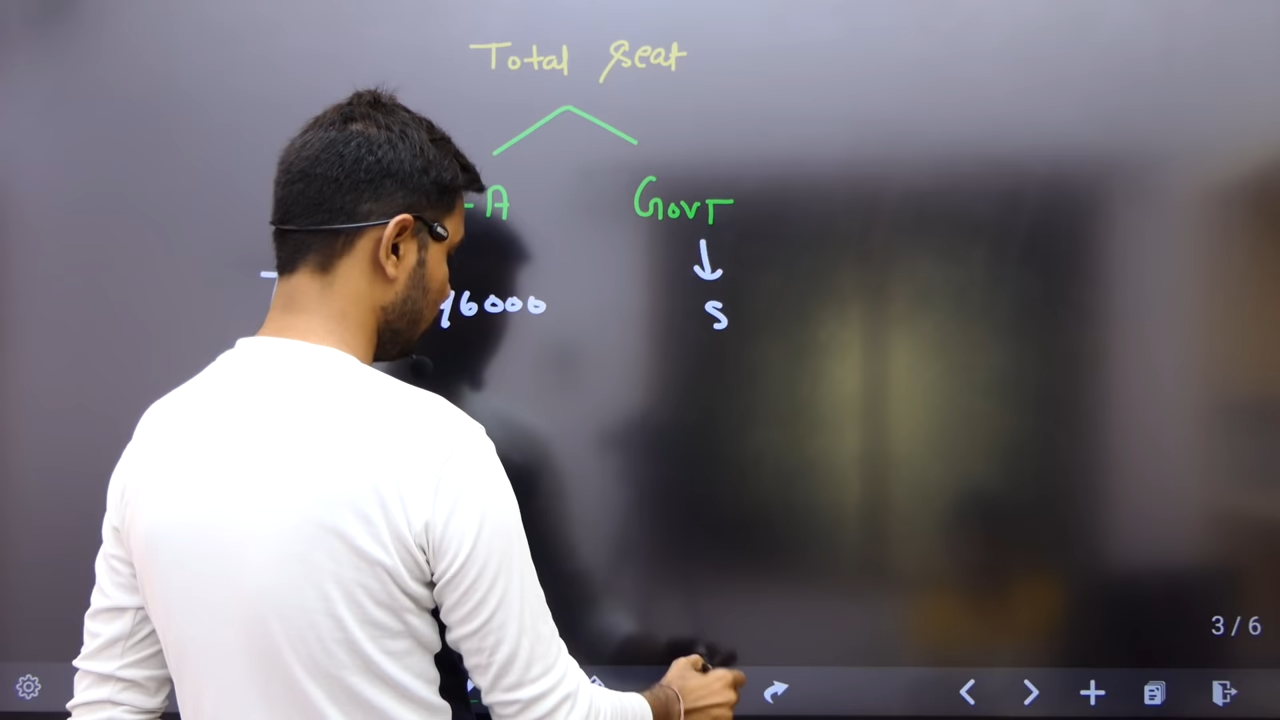 Total Seat
-A Govt
↓
16000 S
3 / 6